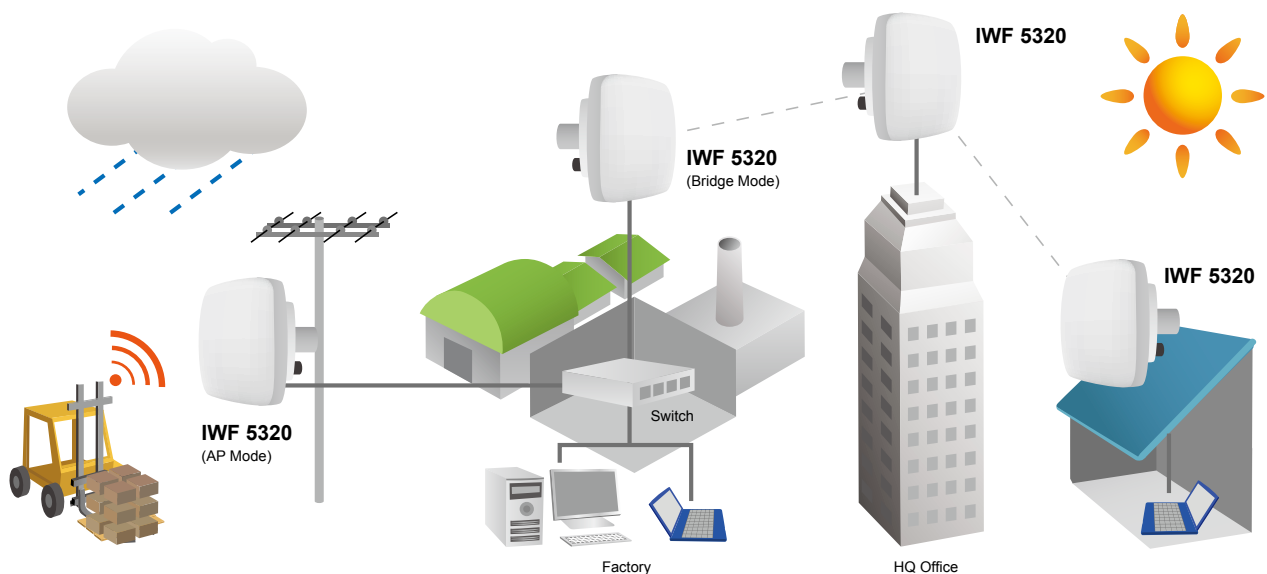 IWF 5320
IWF 5320
(Bridge Mode)
IWF 5320
IWF 5320
(AP Mode)
Switch
Factory
HQ Office